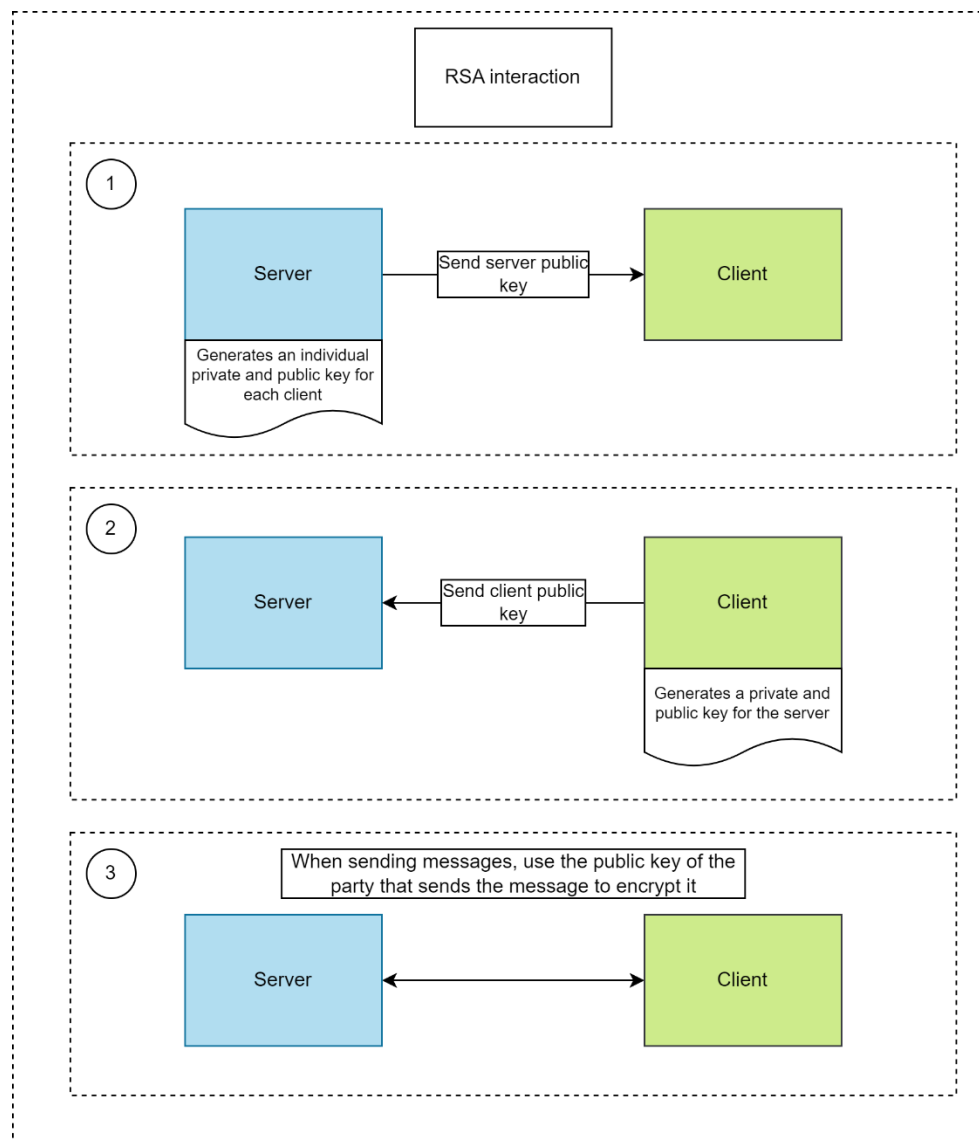 RSA interaction
1
Server
Send server public
key
Client
Generates an individual
private and public key for
each client
2
Server
Send client public
key
Client
Generates a private and
public key for the server
3
When sending messages, use the public key of the
party that sends the message to encrypt it
Server
Client